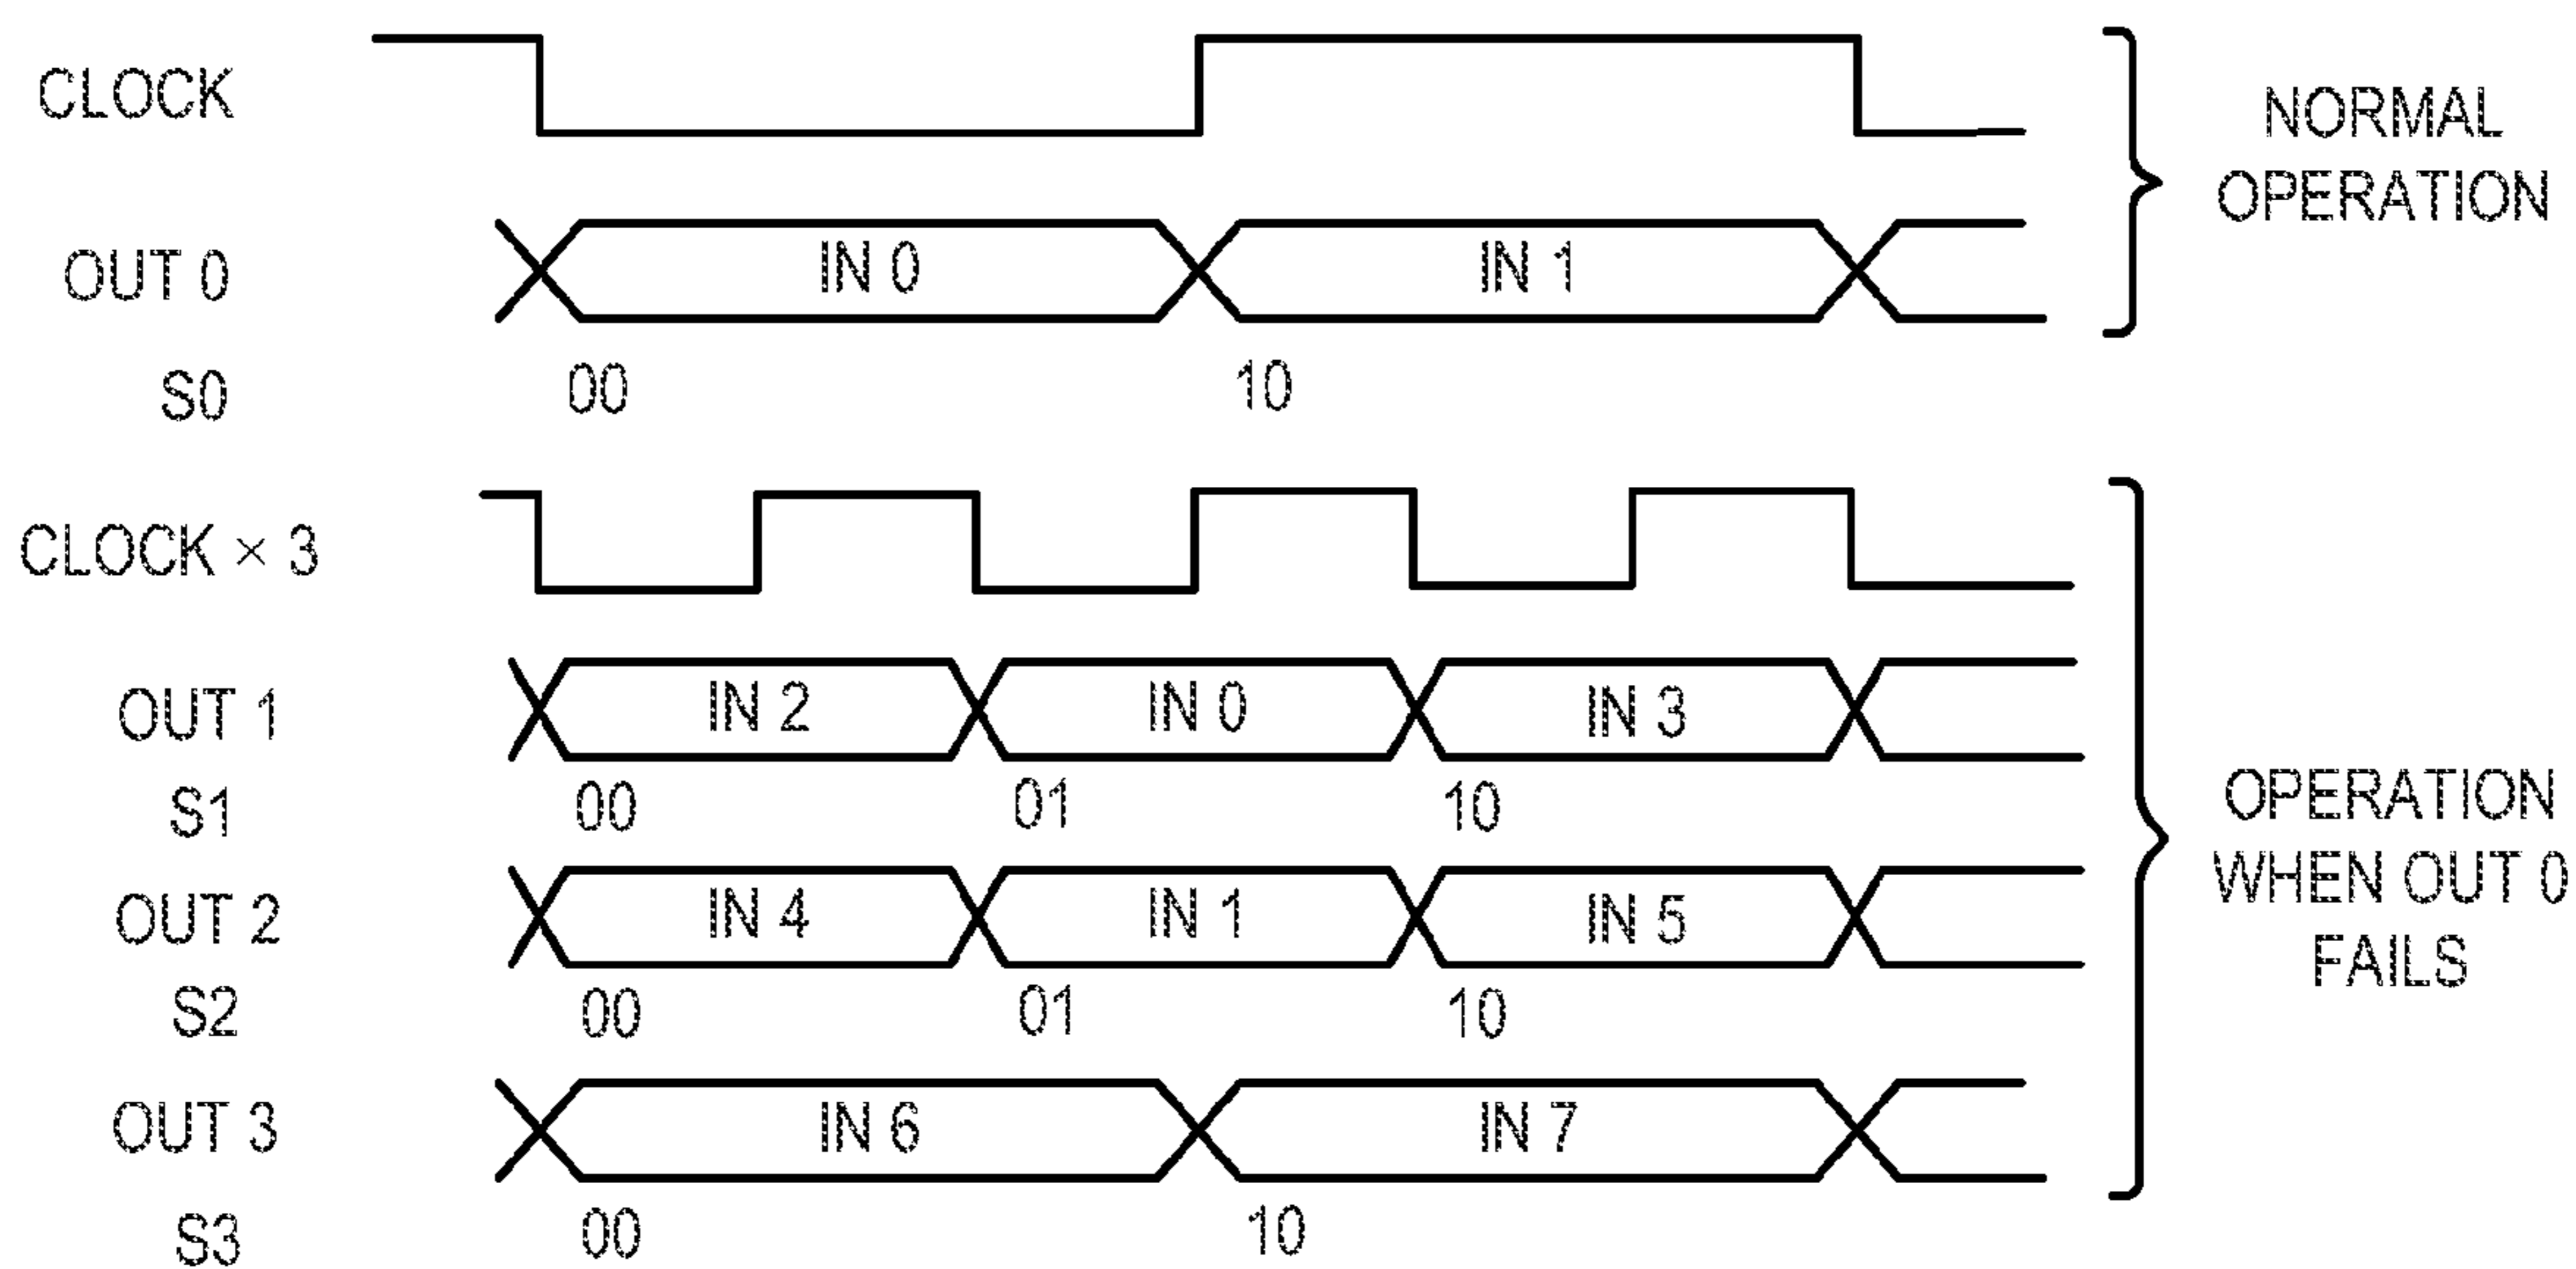 CLOCK
NORMAL
OPERATION
OUT 0 IN 0 IN 1
S0 00 10
CLOCK × 3
OUT 1 IN 2 IN 0 IN 3
S1 00 01 10
OPERATION
WHEN OUT 0
FAILS
OUT 2 IN 4 IN 1 IN 5
S2 00 01 10
OUT 3 IN 6 IN 7
S3 00 10